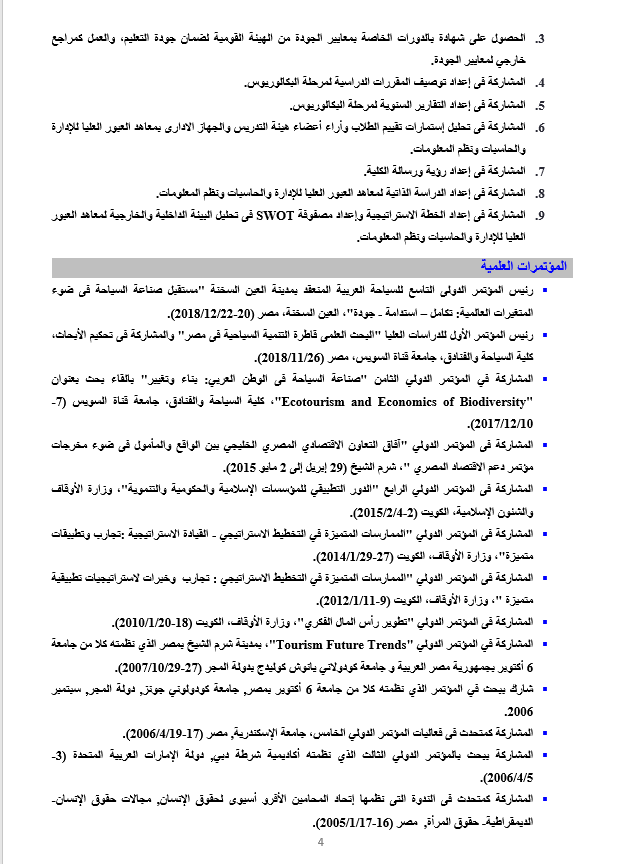 3. الحصول على شهادة بالدورات الخاصة بمعايير الجودة من الهيئة القومية لضمان جودة التعليم، والعمل كمراجع
خارجي لمعايير الجودة.
4. المشاركة فى إعداد توصيف المقررات الدراسية لمرحلة البكالوريوس.
5. المشاركة فى إعداد التقارير السنوية لمرحلة البكالوريوس.
6. المشاركة فى تحليل إستمارات تقييم الطلاب وأراء أعضاء هيئة التدريس والجهاز الادارى بمعاهد العبور العليا للإدارة
والحاسبات ونظم المعلومات.
7. المشاركة فى إعداد رؤية ورسالة الكلية.
8. المشاركة فى إعداد الدراسة الذاتية لمعاهد العبور العليا للإدارة والحاسبات ونظم المعلومات.
9. المشاركة فى إعداد الخطة الاستراتيجية وإعداد مصفوفة SWOT فى تحليل البيئة الداخلية والخارجية لمعاهد العبور
العليا للإدارة والحاسبات ونظم المعلومات.
المؤتمرات العلمية
▪ رئيس المؤتمر الدولى التاسع للسياحة العربية المنعقد بمدينة العين السخنة "مستقبل صناعة السياحة فى ضوء
المتغيرات العالمية: تكامل – استدامة - جودة"، العين السخنة، مصر (20-2018/12/22).
▪ رئيس المؤتمر الأول للدراسات العليا "البحث العلمى قاطرة التنمية السياحية فى مصر" والمشاركة فى تحكيم الأبحاث،
كلية السياحة والفنادق، جامعة قناة السويس، مصر (2018/11/26).
▪ المشاركة في المؤتمر الدولي الثامن "صناعة السياحة فى الوطن العربي: بناء وتغيير" بالقاء بحث بعنوان
"Ecotourism and Economics of Biodiversity"، كلية السياحة والفنادق، جامعة قناة السويس (7-
2017/12/10).
▪ المشاركة فى المؤتمر الدولي "آفاق التعاون الاقتصادي المصري الخليجي بين الواقع والمأمول فى ضوء مخرجات
مؤتمر دعم الاقتصاد المصري "، شرم الشيخ (29 إبريل إلى 2 مايو 2015).
▪ المشاركة فى المؤتمر الدولي الرابع "الدور التطبيقي للمؤسسات الإسلامية والحكومية والتنموية"، وزارة الأوقاف
والشئون الإسلامية، الكويت (2-2015/2/4).
▪ المشاركة فى المؤتمر الدولي "الممارسات المتميزة في التخطيط الاستراتيجي - القيادة الاستراتيجية :تجارب وتطبيقات
متميزة"، وزارة الأوقاف، الكويت (27-2014/1/29).
▪ المشاركة فى المؤتمر الدولي "الممارسات المتميزة في التخطيط الاستراتيجي : تجارب وخبرات لاستراتيجيات تطبيقية
متميزة "، وزارة الأوقاف، الكويت (9-2012/1/11).
▪ المشاركة فى المؤتمر الدولي "تطوير رأس المال الفكري"، وزارة الأوقاف، الكويت (18-2010/1/20).
▪ المشاركة في المؤتمر الدولي "Tourism Future Trends"، بمدينة شرم الشيخ بمصر الذي نظمته كلا من جامعة
6 أكتوبر بجمهورية مصر العربية و جامعة كودولاني يانوش كوليدج بدولة المجر (27-2007/10/29).
▪ شارك ببحث في المؤتمر الذي نظمته كلا من جامعة 6 أكتوبر بمصر, جامعة كودولوني جونز, دولة المجر, سبتمبر
2006.
▪ المشاركة كمتحدث فى فعاليات المؤتمر الدولي الخامس، جامعة الإسكندرية, مصر (17-2006/4/19).
▪ المشاركة ببحث بالمؤتمر الدولي الثالث الذي نظمته أكاديمية شرطة دبي, دولة الإمارات العربية المتحدة (3-
2006/4/5).
▪ المشاركة كمتحدث فى الندوة التى نظمها إتحاد المحامين الأفرو أسيوى لحقوق الإنسان, مجالات حقوق الإنسان-
الديمقراطية- حقوق المرأة, مصر (16-2005/1/17).
4